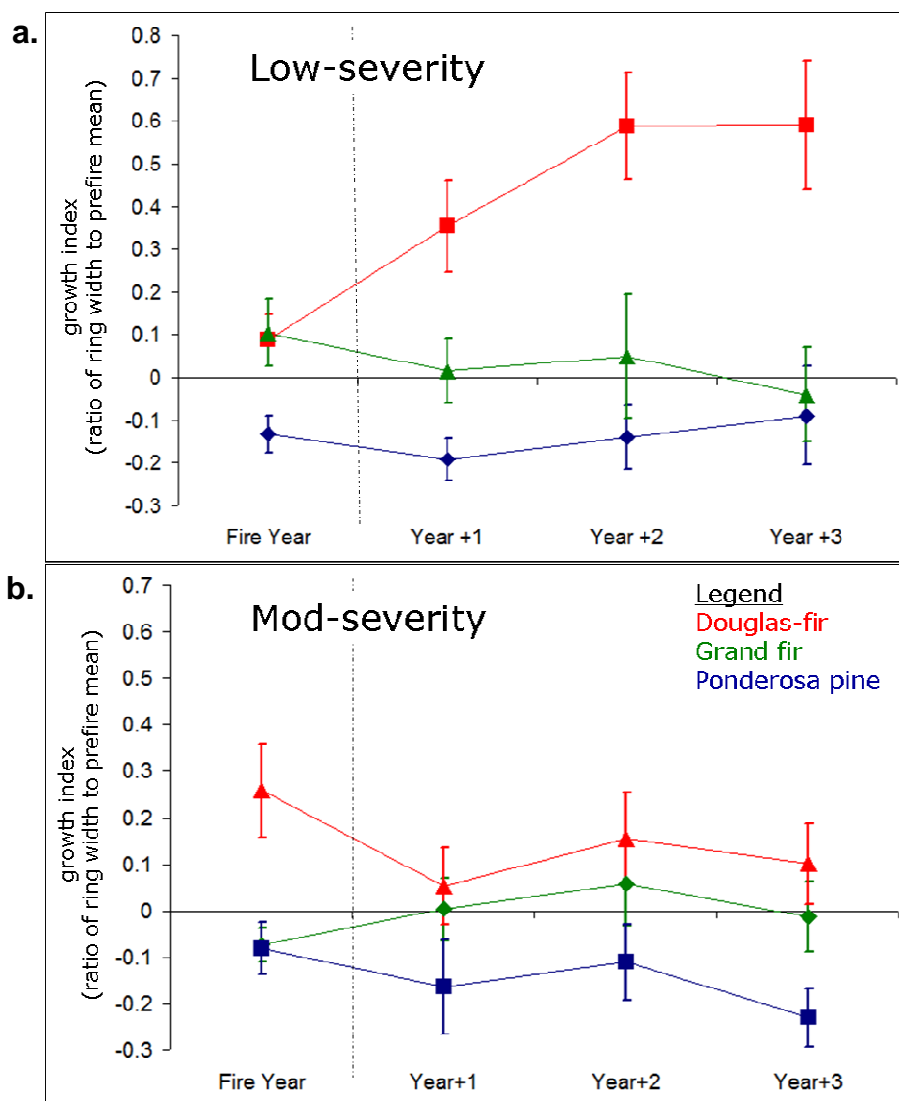 a.
Low-severity
growth index
(ratio of ring width to prefire mean)
0.8
0.7
0.6
0.5
0.4
0.3
0.2
0.1
0
-0.1
-0.2
-0.3
Fire Year Year +1 Year +2 Year +3
b.
Mod-severity
Legend
Douglas-fir
Grand fir
Ponderosa pine
growth index
(ratio of ring width to prefire mean)
0.7
0.6
0.5
0.4
0.3
0.2
0.1
0
-0.1
-0.2
-0.3
Fire Year Year+1 Year+2 Year+3